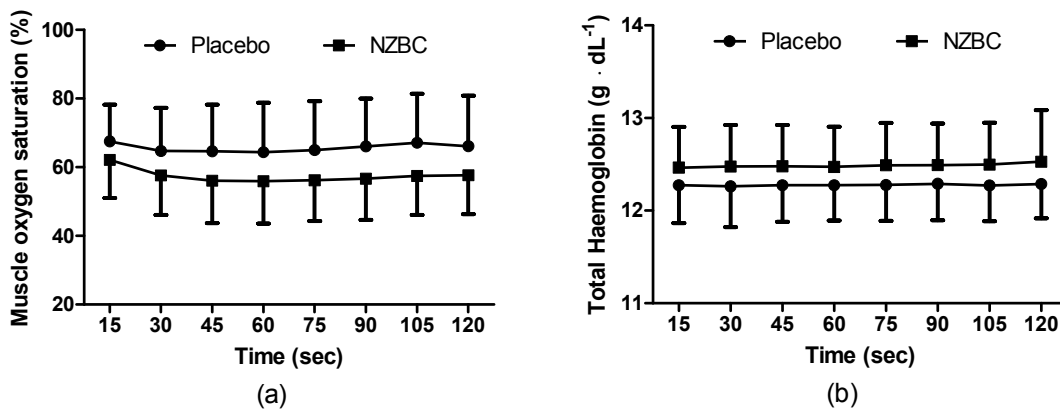 Muscle oxygen saturation (%)
100
80
60
40
20
Placebo
NZBC
15 30 45 60 75 90 105 120
Time (sec)
(a)
Total Haemoglobin (g · dL⁻¹)
14
13
12
11
Placebo
NZBC
15 30 45 60 75 90 105 120
Time (sec)
(b)